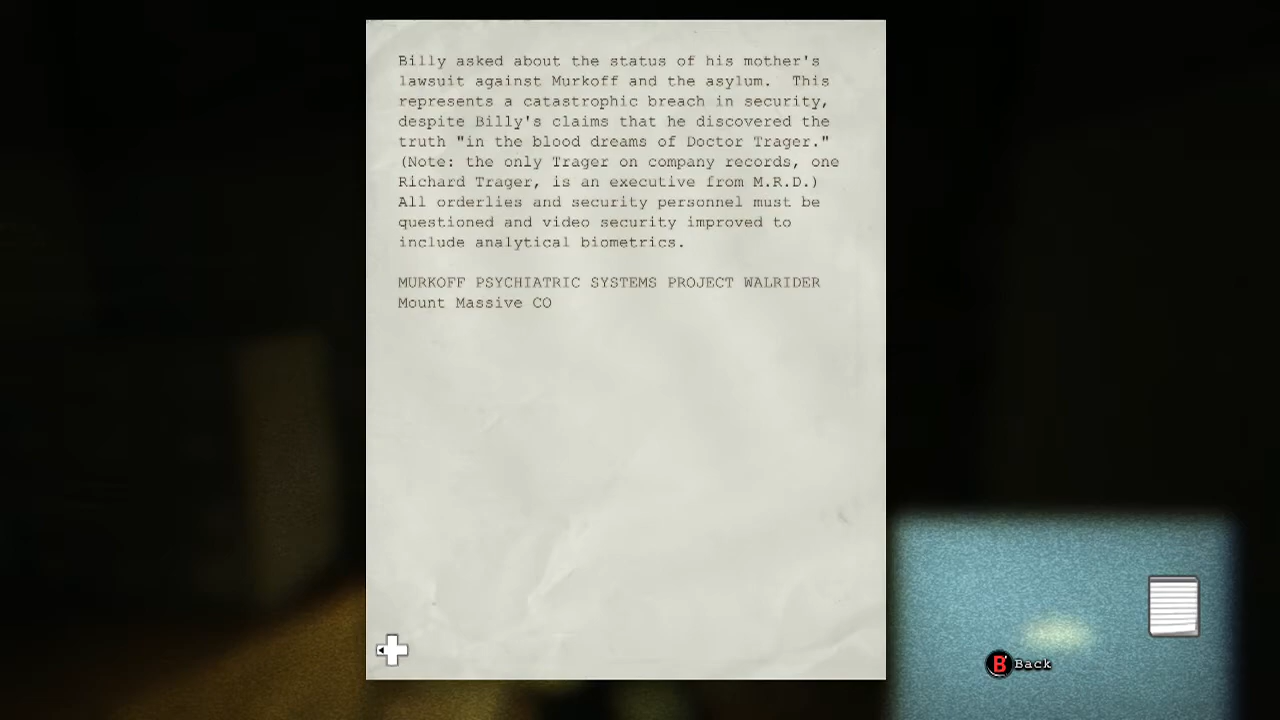 Billy asked about the status of his mother's
lawsuit against Murkoff and the asylum.  This
represents a catastrophic breach in security,
despite Billy's claims that he discovered the
truth "in the blood dreams of Doctor Trager."
(Note: the only Trager on company records, one
Richard Trager, is an executive from M.R.D.)
All orderlies and security personnel must be
questioned and video security improved to
include analytical biometrics.

MURKOFF PSYCHIATRIC SYSTEMS PROJECT WALRIDER
Mount Massive CO
B Back